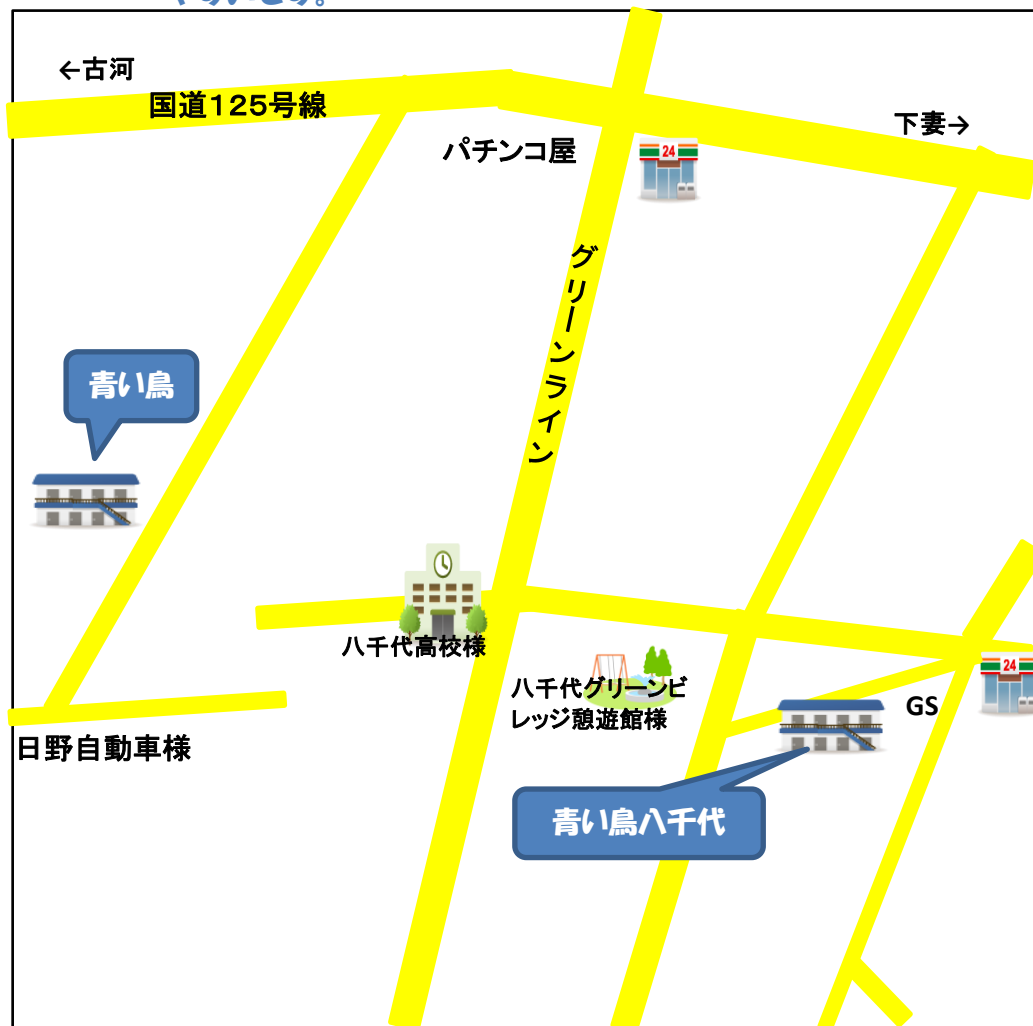 ←古河
国道125号線
下妻→
パチンコ屋
24
グリーンライン
青い鳥
八千代高校様
八千代グリーンビ
レッジ憩遊館様
24
GS
日野自動車様
青い鳥八千代